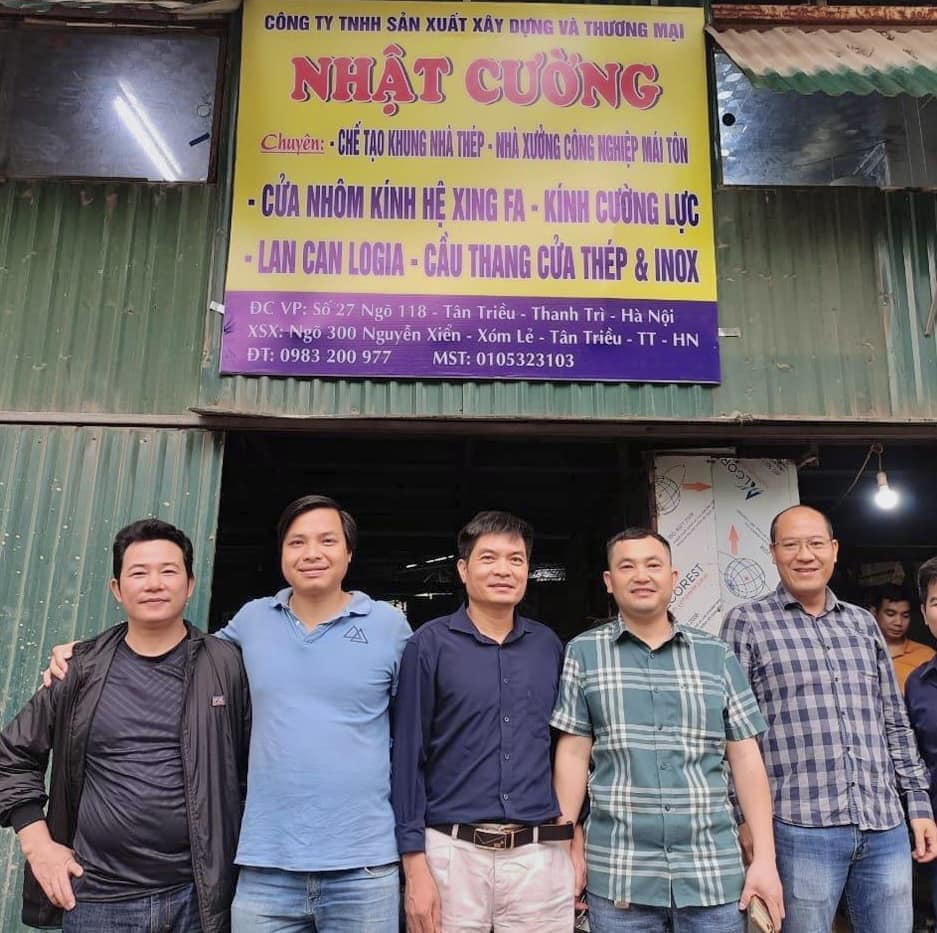 CÔNG TY TNHH SẢN XUẤT XÂY DỰNG VÀ THƯƠNG MẠI
NHẬT CƯỜNG
Chuyên: - CHẾ TẠO KHUNG NHÀ THÉP - NHÀ XƯỞNG CÔNG NGHIỆP MÁI TÔN
- CỬA NHÔM KÍNH HỆ XING FA - KÍNH CƯỜNG LỰC
- LAN CAN LOGIA - CẦU THANG CỬA THÉP & INOX
ĐC VP: Số 27 Ngõ 118 - Tân Triều - Thanh Trì - Hà Nội
XSX: Ngõ 300 Nguyễn Xiển - Xóm Lẻ - Tân Triều - TT - HN
ĐT: 0983 200 977 MST: 0105323103